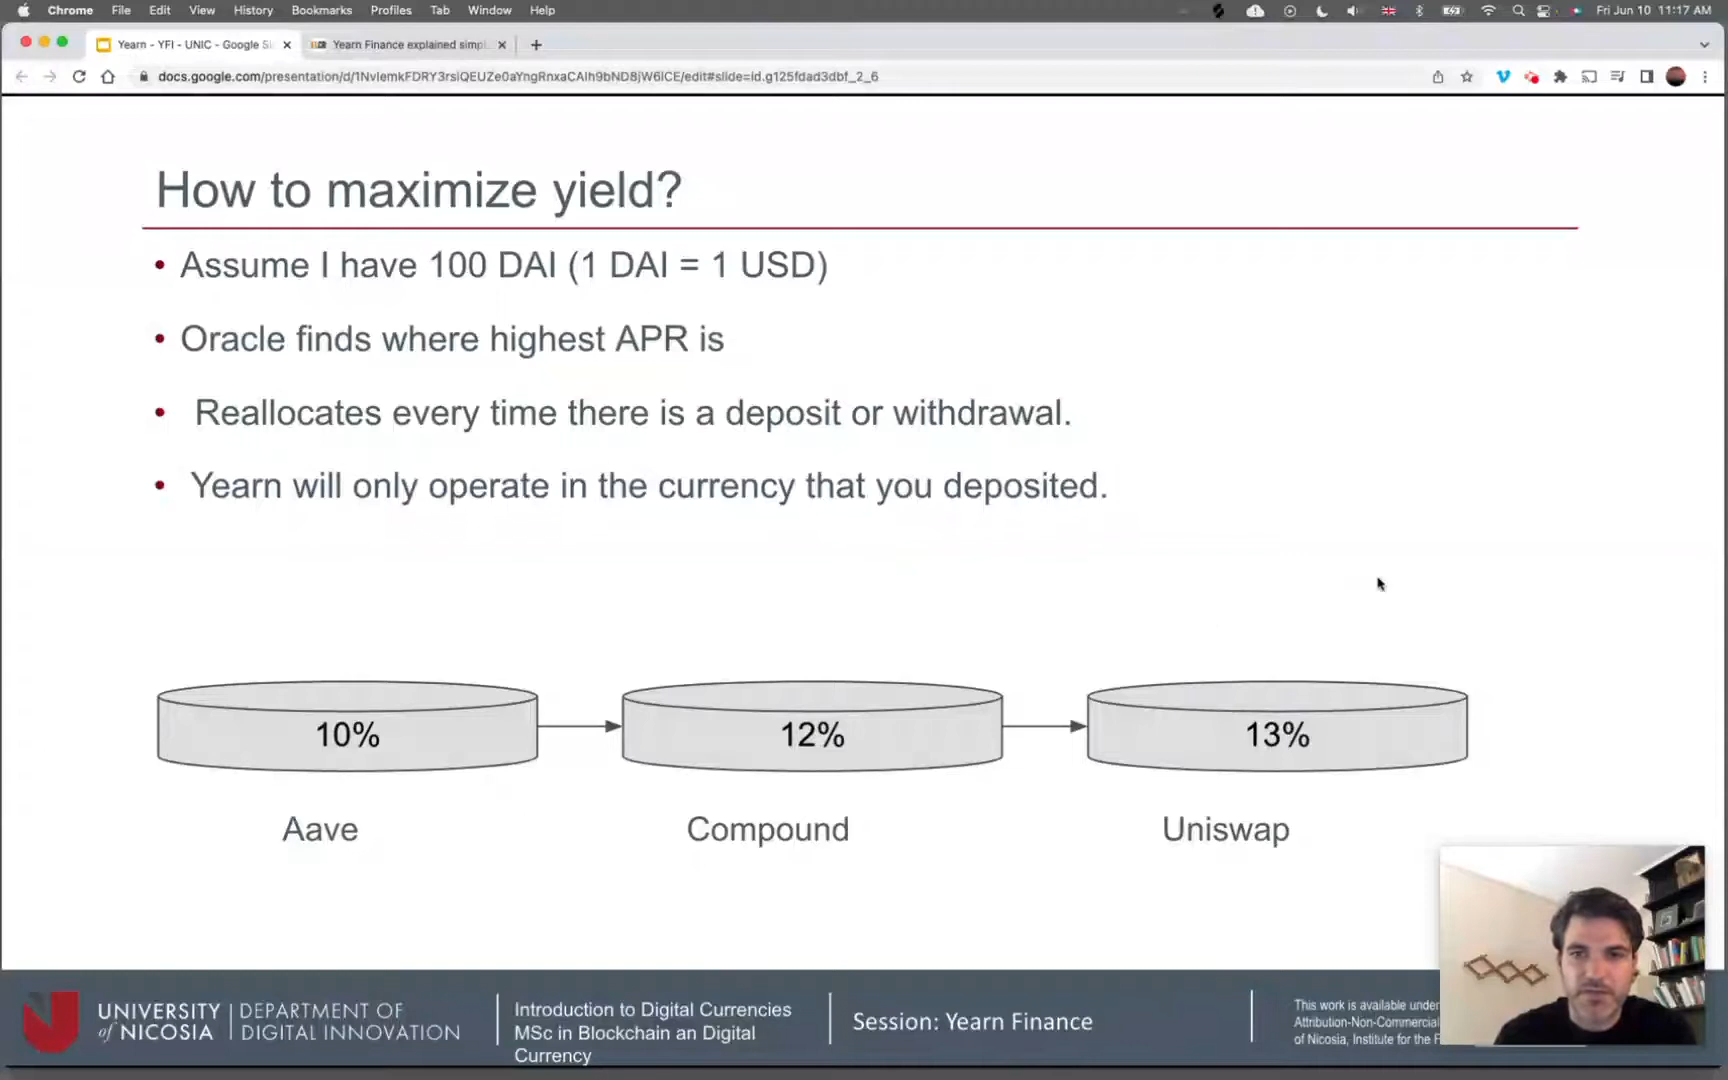 Chrome File Edit View History Bookmarks Profiles Tab Window Help Fri Jun 10 11:17 AM
Yearn - YFI - UNIC - Google Sl Yearn Finance explained simpl
docs.google.com/presentation/d/
How to maximize yield?
• Assume I have 100 DAI (1 DAI = 1 USD)
• Oracle finds where highest APR is
• Reallocates every time there is a deposit or withdrawal.
• Yearn will only operate in the currency that you deposited.
10% 12% 13%
Aave Compound Uniswap
UNIVERSITY
of NICOSIA
DEPARTMENT OF
DIGITAL INNOVATION
Introduction to Digital Currencies
MSc in Blockchain an Digital
Currency
Session: Yearn Finance
This work is available under
Attribution-Non-Commercial
of Nicosia, Institute for the F